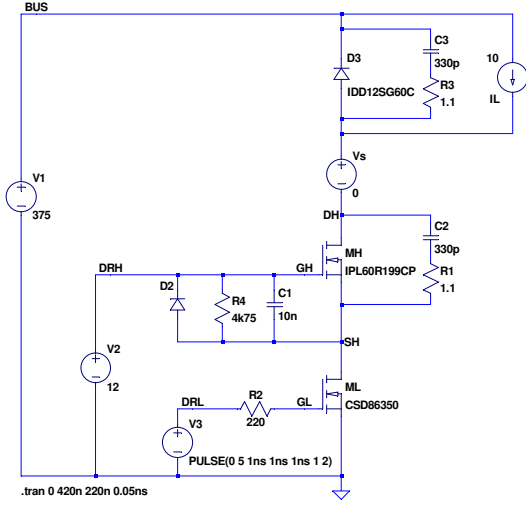 BUS
C3
330p
D3
R3
1.1
IDD12SG60C
10
IL
Vs
0
V1
375
DH
C2
330p
MH
IPL60R199CP
R1
1.1
DRH
GH
D2
R4
4k75
C1
10n
SH
V2
12
ML
CSD86350
DRL
R2
220
GL
V3
PULSE(0 5 1ns 1ns 1ns 1 2)
.tran 0 420n 220n 0.05ns